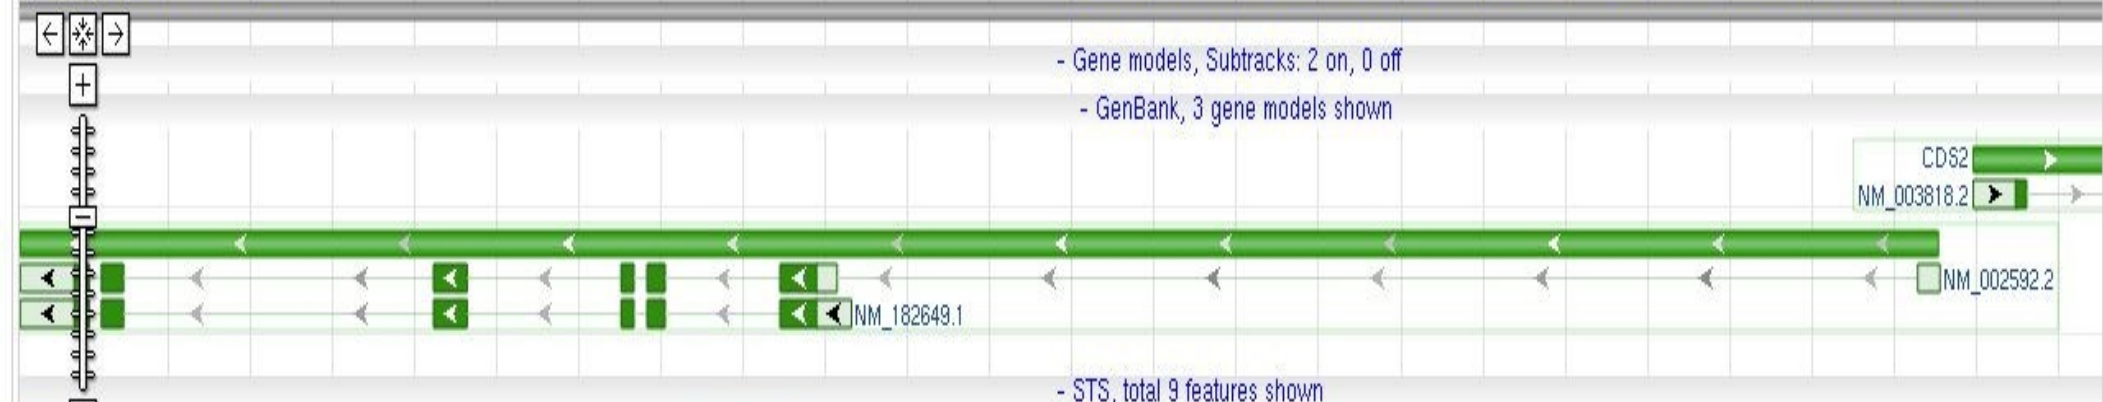 - Gene models, Subtracks: 2 on, 0 off
- GenBank, 3 gene models shown
CDS2
NM_003818.2
NM_002592.2
NM_182649.1
- STS, total 9 features shown